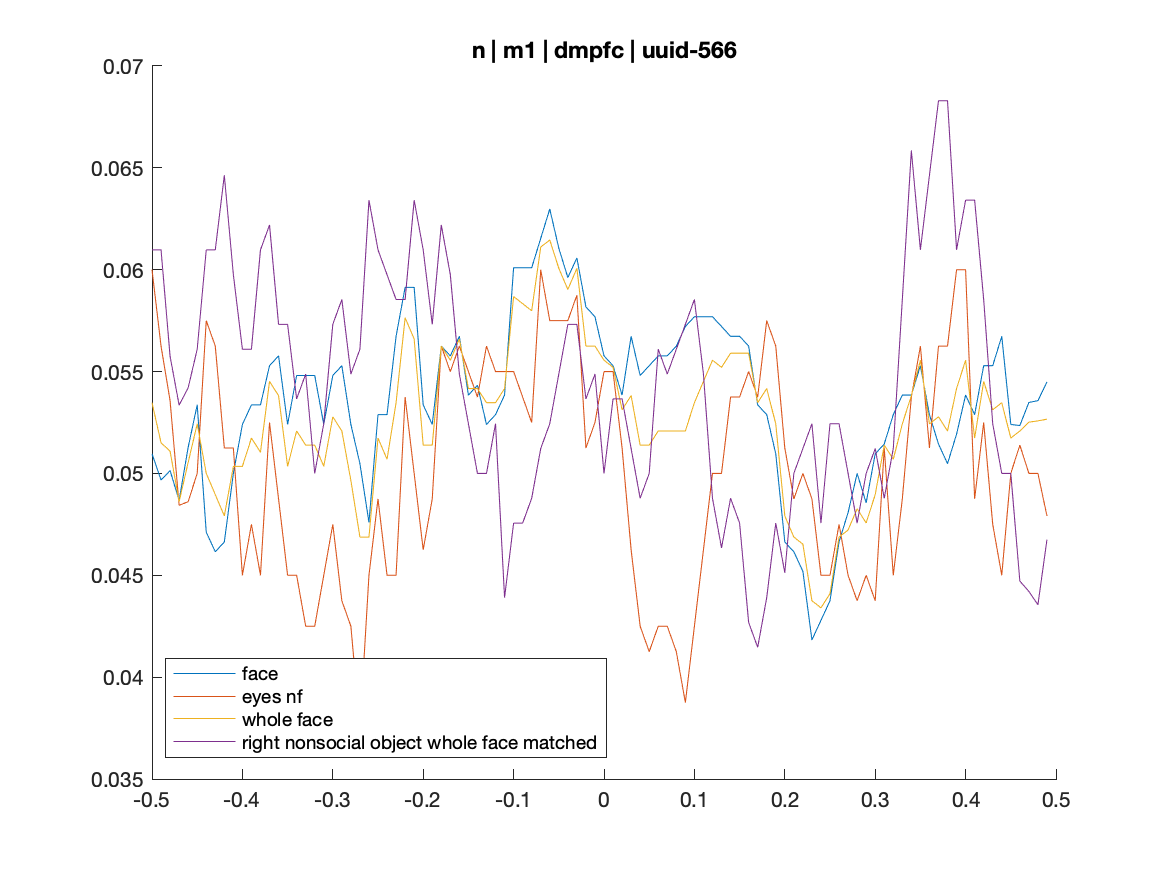 n | m1 | dmpfc | uuid-566
0.07
0.065
0.06
0.055
0.05
0.045
0.04
0.035
face
eyes nf
whole face
right nonsocial object whole face matched
-0.5 -0.4 -0.3 -0.2 -0.1 0 0.1 0.2 0.3 0.4 0.5